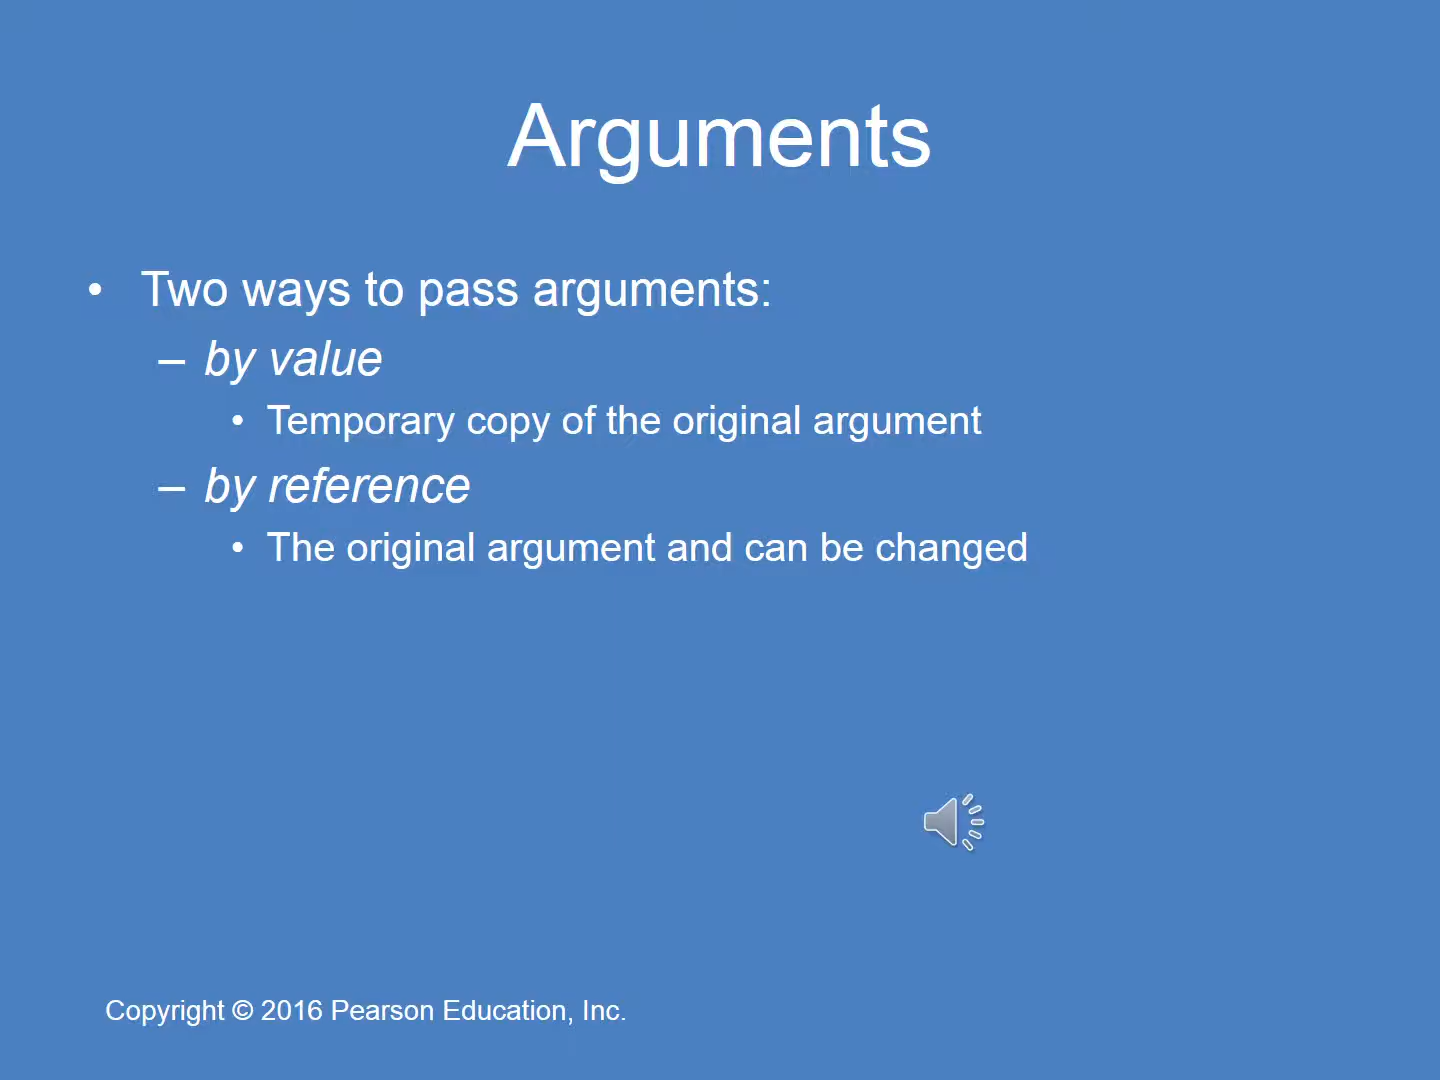 Arguments
• Two ways to pass arguments:
– by value
• Temporary copy of the original argument
– by reference
• The original argument and can be changed
Copyright © 2016 Pearson Education, Inc.